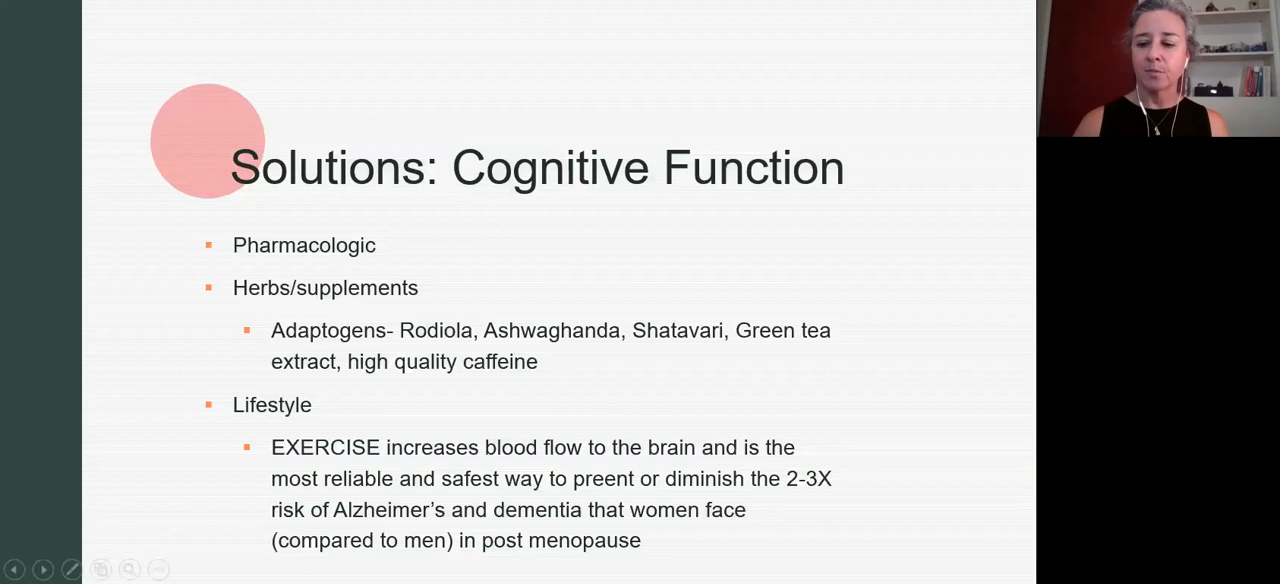 Solutions: Cognitive Function
Pharmacologic
Herbs/supplements
Adaptogens- Rodiola, Ashwaghanda, Shatavari, Green tea
extract, high quality caffeine
Lifestyle
EXERCISE increases blood flow to the brain and is the
most reliable and safest way to preent or diminish the 2-3X
risk of Alzheimer’s and dementia that women face
(compared to men) in post menopause